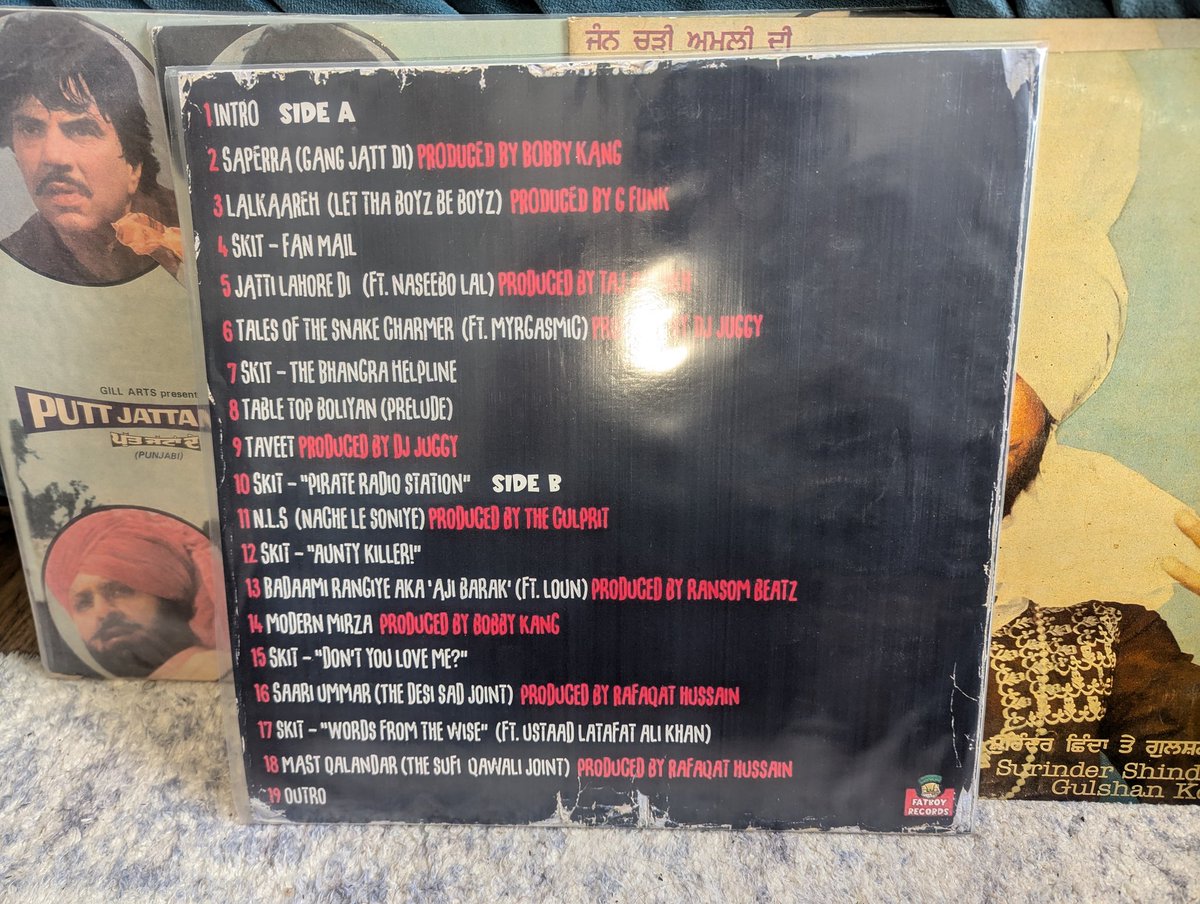 ਜੰਨ ਚੜੀ ਅਮਲੀ ਦੀ
1 INTRO SIDE A
2 SAPERRA (GANG JATT DI) PRODUCED BY BOBBY KANG
3 LALKAAREH (LET THA BOYZ BE BOYZ) PRODUCED BY G FUNK
4 SKIT - FAN MAIL
5 JATTI LAHORE DI (FT. NASEEBO LAL) PRODUCED BY
6 TALES OF THE SNAKE CHARMER (FT. MYRGASMIC) DJ JUGGY
7 SKIT - THE BHANGRA HELPLINE
8 TABLE TOP BOLIYAN (PRELUDE)
9 TAVEET PRODUCED BY DJ JUGGY
10 SKIT - "PIRATE RADIO STATION" SIDE B
11 N.L.S (NACHE LE SONIYE) PRODUCED BY THE CULPRIT
12 SKIT - "AUNTY KILLER!"
13 BADAAMI RANGIYE AKA 'AJI BARAK' (FT. LOUN) PRODUCED BY RANSOM BEATZ
14 MODERN MIRZA PRODUCED BY BOBBY KANG
15 SKIT - "DON'T YOU LOVE ME?"
16 SAARI UMMAR (THE DESI SAD JOINT) PRODUCED BY RAFAQAT HUSSAIN
17 SKIT - "WORDS FROM THE WISE" (FT. USTAAD LATAFAT ALI KHAN)
18 MAST QALANDAR (THE SUFI QAWALI JOINT) PRODUCED BY RAFAQAT HUSSAIN
19 OUTRO
FATBOY
RECORDS
GILL ARTS present
PUTT JATTA
ਪੁੱਤ ਜੱਟਾਂ ਦੇ
(PUNJABI)
ਛਿੰਦਾ ਤੇ
Surinder Shind
Gulshan